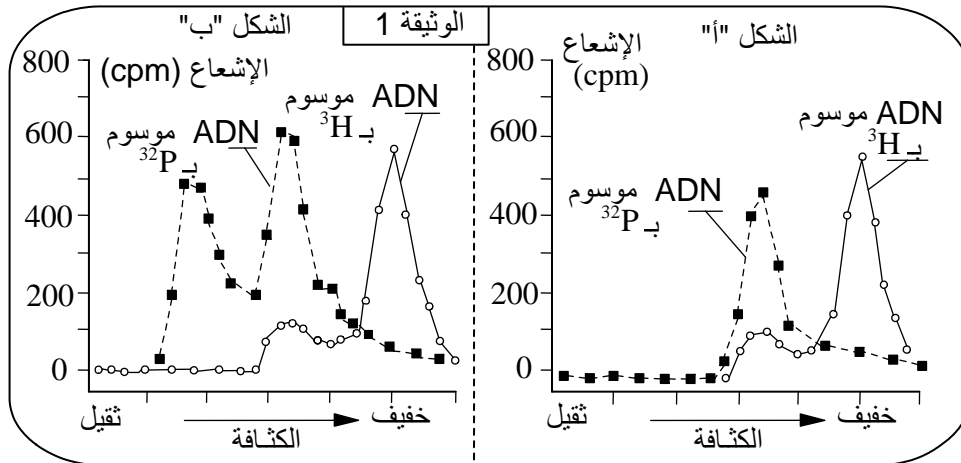 الوثيقة 1
الشكل "أ"
الإشعاع
(cpm)
800
600
400
200
0
ADN موسوم
بـ ³H
ADN موسوم
بـ ³²P
ثقيل
خفيف
الكثافة
الشكل "ب"
الإشعاع (cpm)
800
600
400
200
0
ADN موسوم
بـ ³H
ADN موسوم
بـ ³²P
ثقيل
خفيف
الكثافة